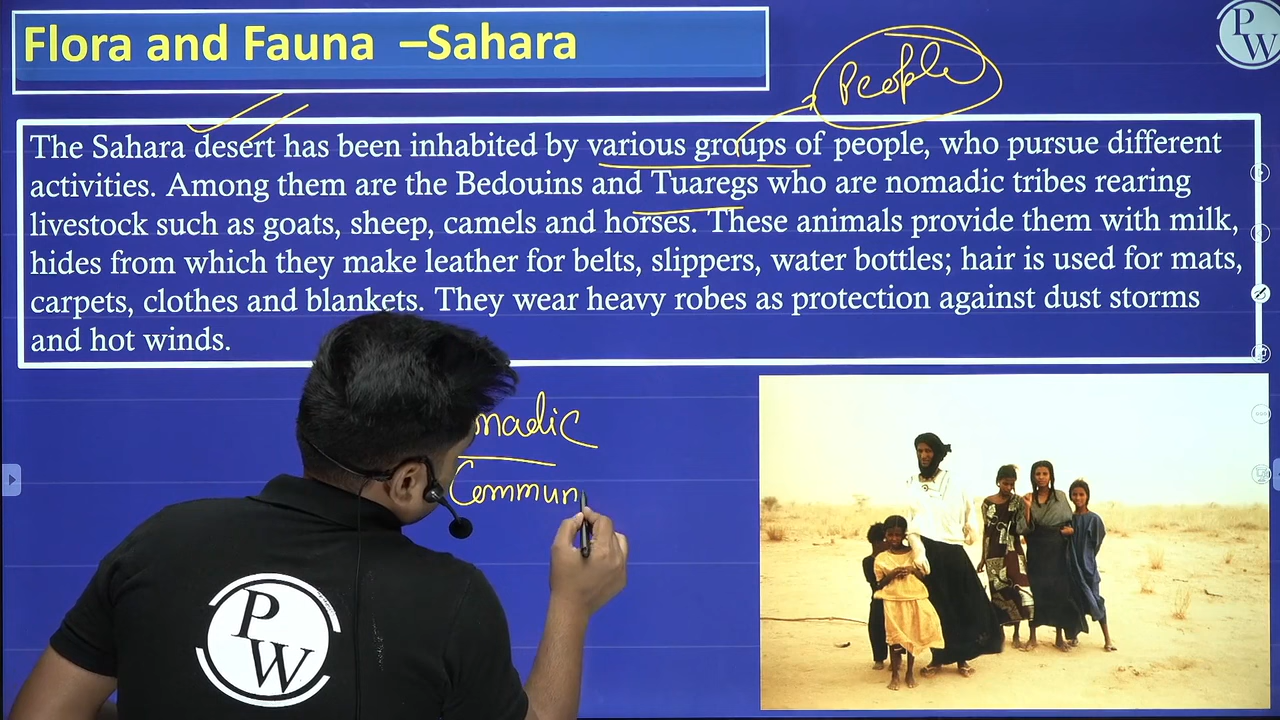 Flora and Fauna –Sahara
PW
People
The Sahara desert has been inhabited by various groups of people, who pursue different
activities. Among them are the Bedouins and Tuaregs who are nomadic tribes rearing
livestock such as goats, sheep, camels and horses. These animals provide them with milk,
hides from which they make leather for belts, slippers, water bottles; hair is used for mats,
carpets, clothes and blankets. They wear heavy robes as protection against dust storms
and hot winds.
madic
Commun
PW